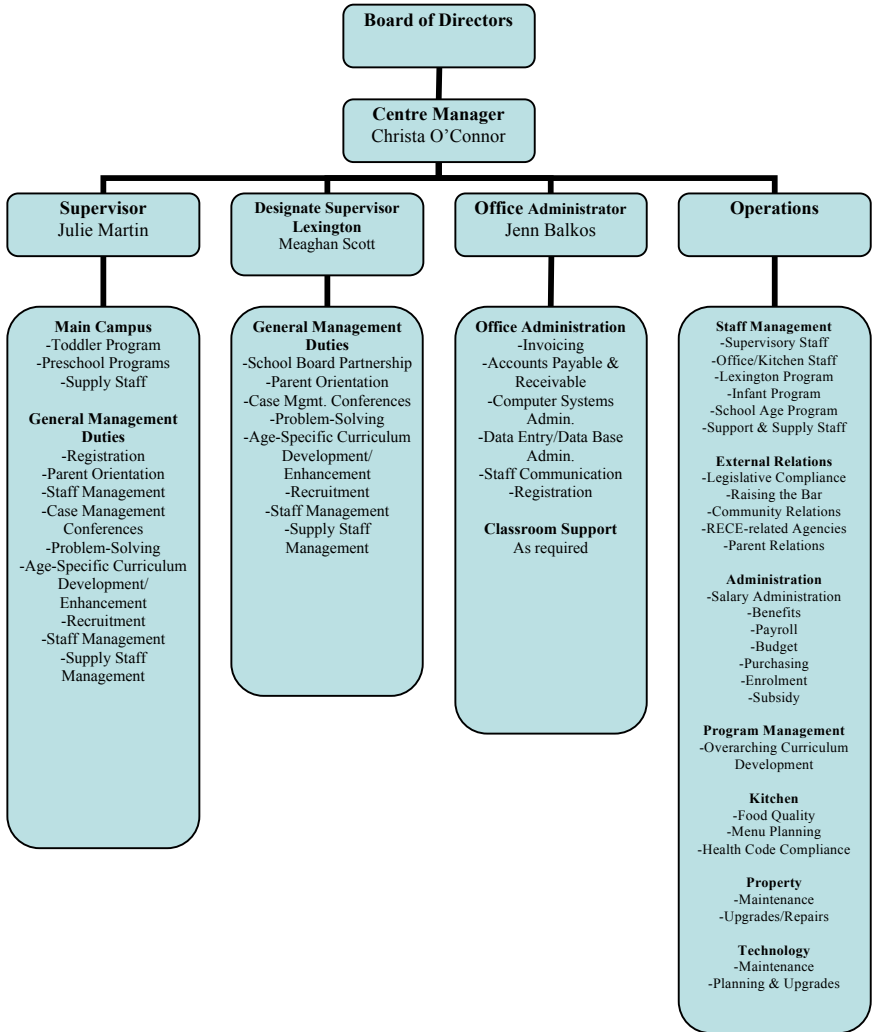 Board of Directors
Centre Manager
Christa O'Connor
Supervisor
Julie Martin
Designate Supervisor
Lexington
Meaghan Scott
Office Administrator
Jenn Balkos
Operations
Main Campus
-Toddler Program
-Preschool Programs
-Supply Staff
General Management
Duties
-Registration
-Parent Orientation
-Staff Management
-Case Management
Conferences
-Problem-Solving
-Age-Specific Curriculum
Development/
Enhancement
-Recruitment
-Staff Management
-Supply Staff
Management
General Management
Duties
-School Board Partnership
-Parent Orientation
-Case Mgmt. Conferences
-Problem-Solving
-Age-Specific Curriculum
Development/
Enhancement
-Recruitment
-Staff Management
-Supply Staff
Management
Office Administration
-Invoicing
-Accounts Payable &
Receivable
-Computer Systems
Admin.
-Data Entry/Data Base
Admin.
-Staff Communication
-Registration
Classroom Support
As required
Staff Management
-Supervisory Staff
-Office/Kitchen Staff
-Lexington Program
-Infant Program
-School Age Program
-Support & Supply Staff
External Relations
-Legislative Compliance
-Raising the Bar
-Community Relations
-RECE-related Agencies
-Parent Relations
Administration
-Salary Administration
-Benefits
-Payroll
-Budget
-Purchasing
-Enrolment
-Subsidy
Program Management
-Overarching Curriculum
Development
Kitchen
-Food Quality
-Menu Planning
-Health Code Compliance
Property
-Maintenance
-Upgrades/Repairs
Technology
-Maintenance
-Planning & Upgrades